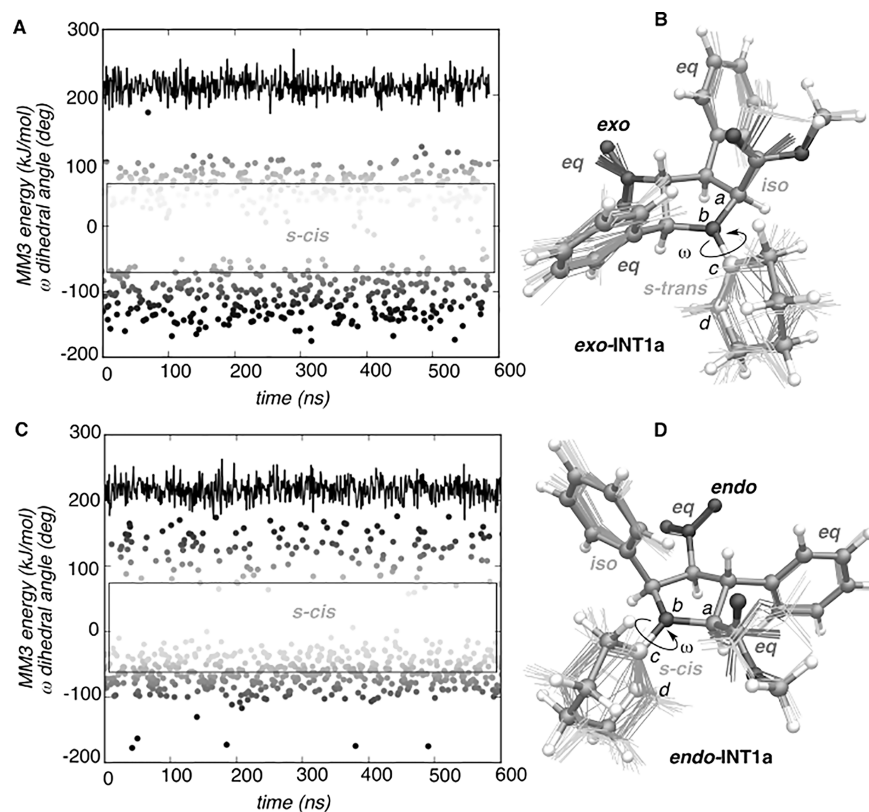 A
MM3 energy (kJ/mol)
ω dihedral angle (deg)
300
200
100
0
-100
-200
s-cis
0 100 200 300 400 500 600
time (ns)
B
eq
exo
eq
iso
a
b
eq
ω
c
s-trans
d
exo-INT1a
C
MM3 energy (kJ/mol)
ω dihedral angle (deg)
300
200
100
0
-100
-200
s-cis
0 100 200 300 400 500 600
time (ns)
D
endo
eq
eq
iso
b
a
ω
eq
c
s-cis
d
endo-INT1a